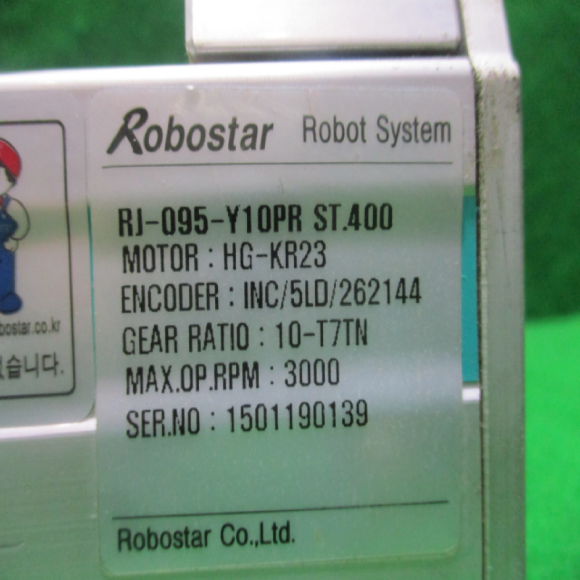 Robostar Robot System
RJ-095-Y10PR ST.400
MOTOR : HG-KR23
ENCODER : INC/5LD/262144
GEAR RATIO : 10-T7TN
MAX.OP.RPM : 3000
SER.NO : 1501190139
Robostar Co.,Ltd.
bostar.co.kr
습니다.